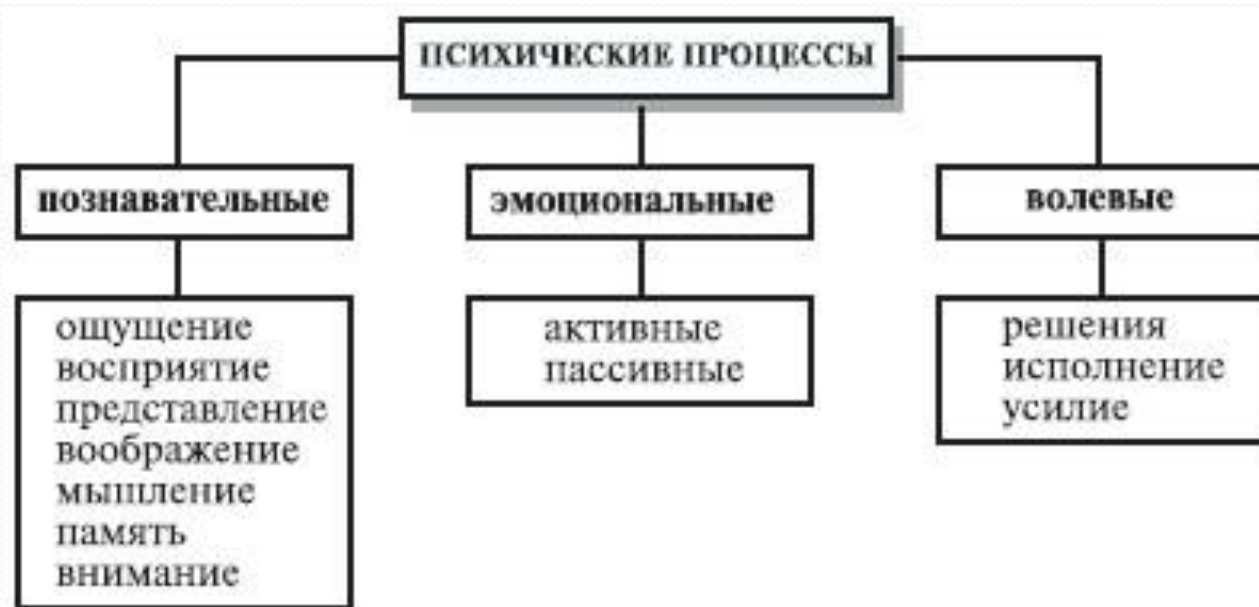 ПСИХИЧЕСКИЕ ПРОЦЕССЫ
познавательные
ощущение
восприятие
представление
воображение
мышление
память
внимание
эмоциональные
активные
пассивные
волевые
решения
исполнение
усилие